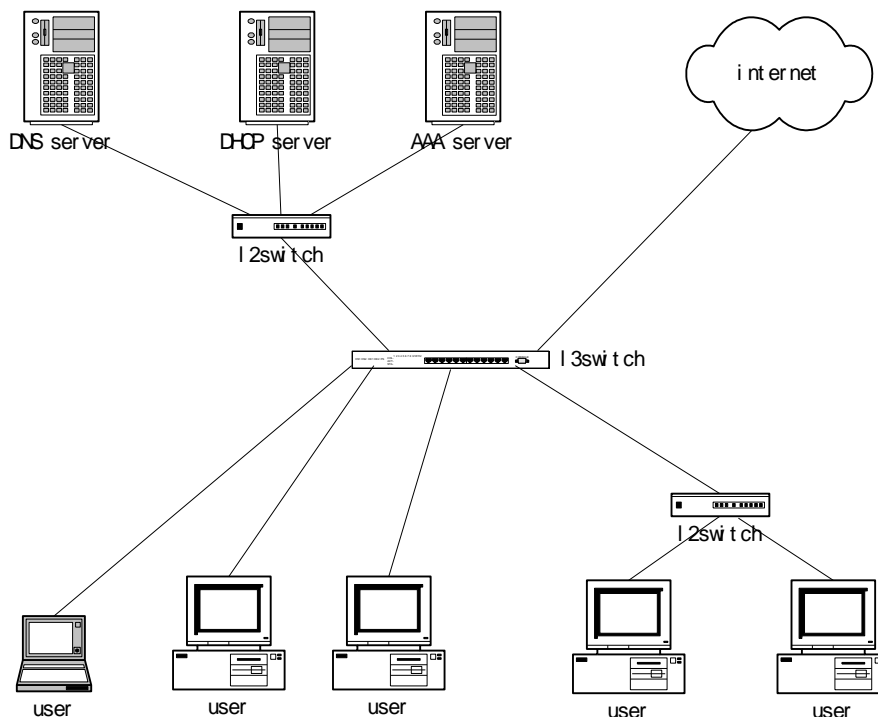 internet
DNS server
DHCP server
AAA server
l2switch
l3switch
l2switch
user
user
user
user
user